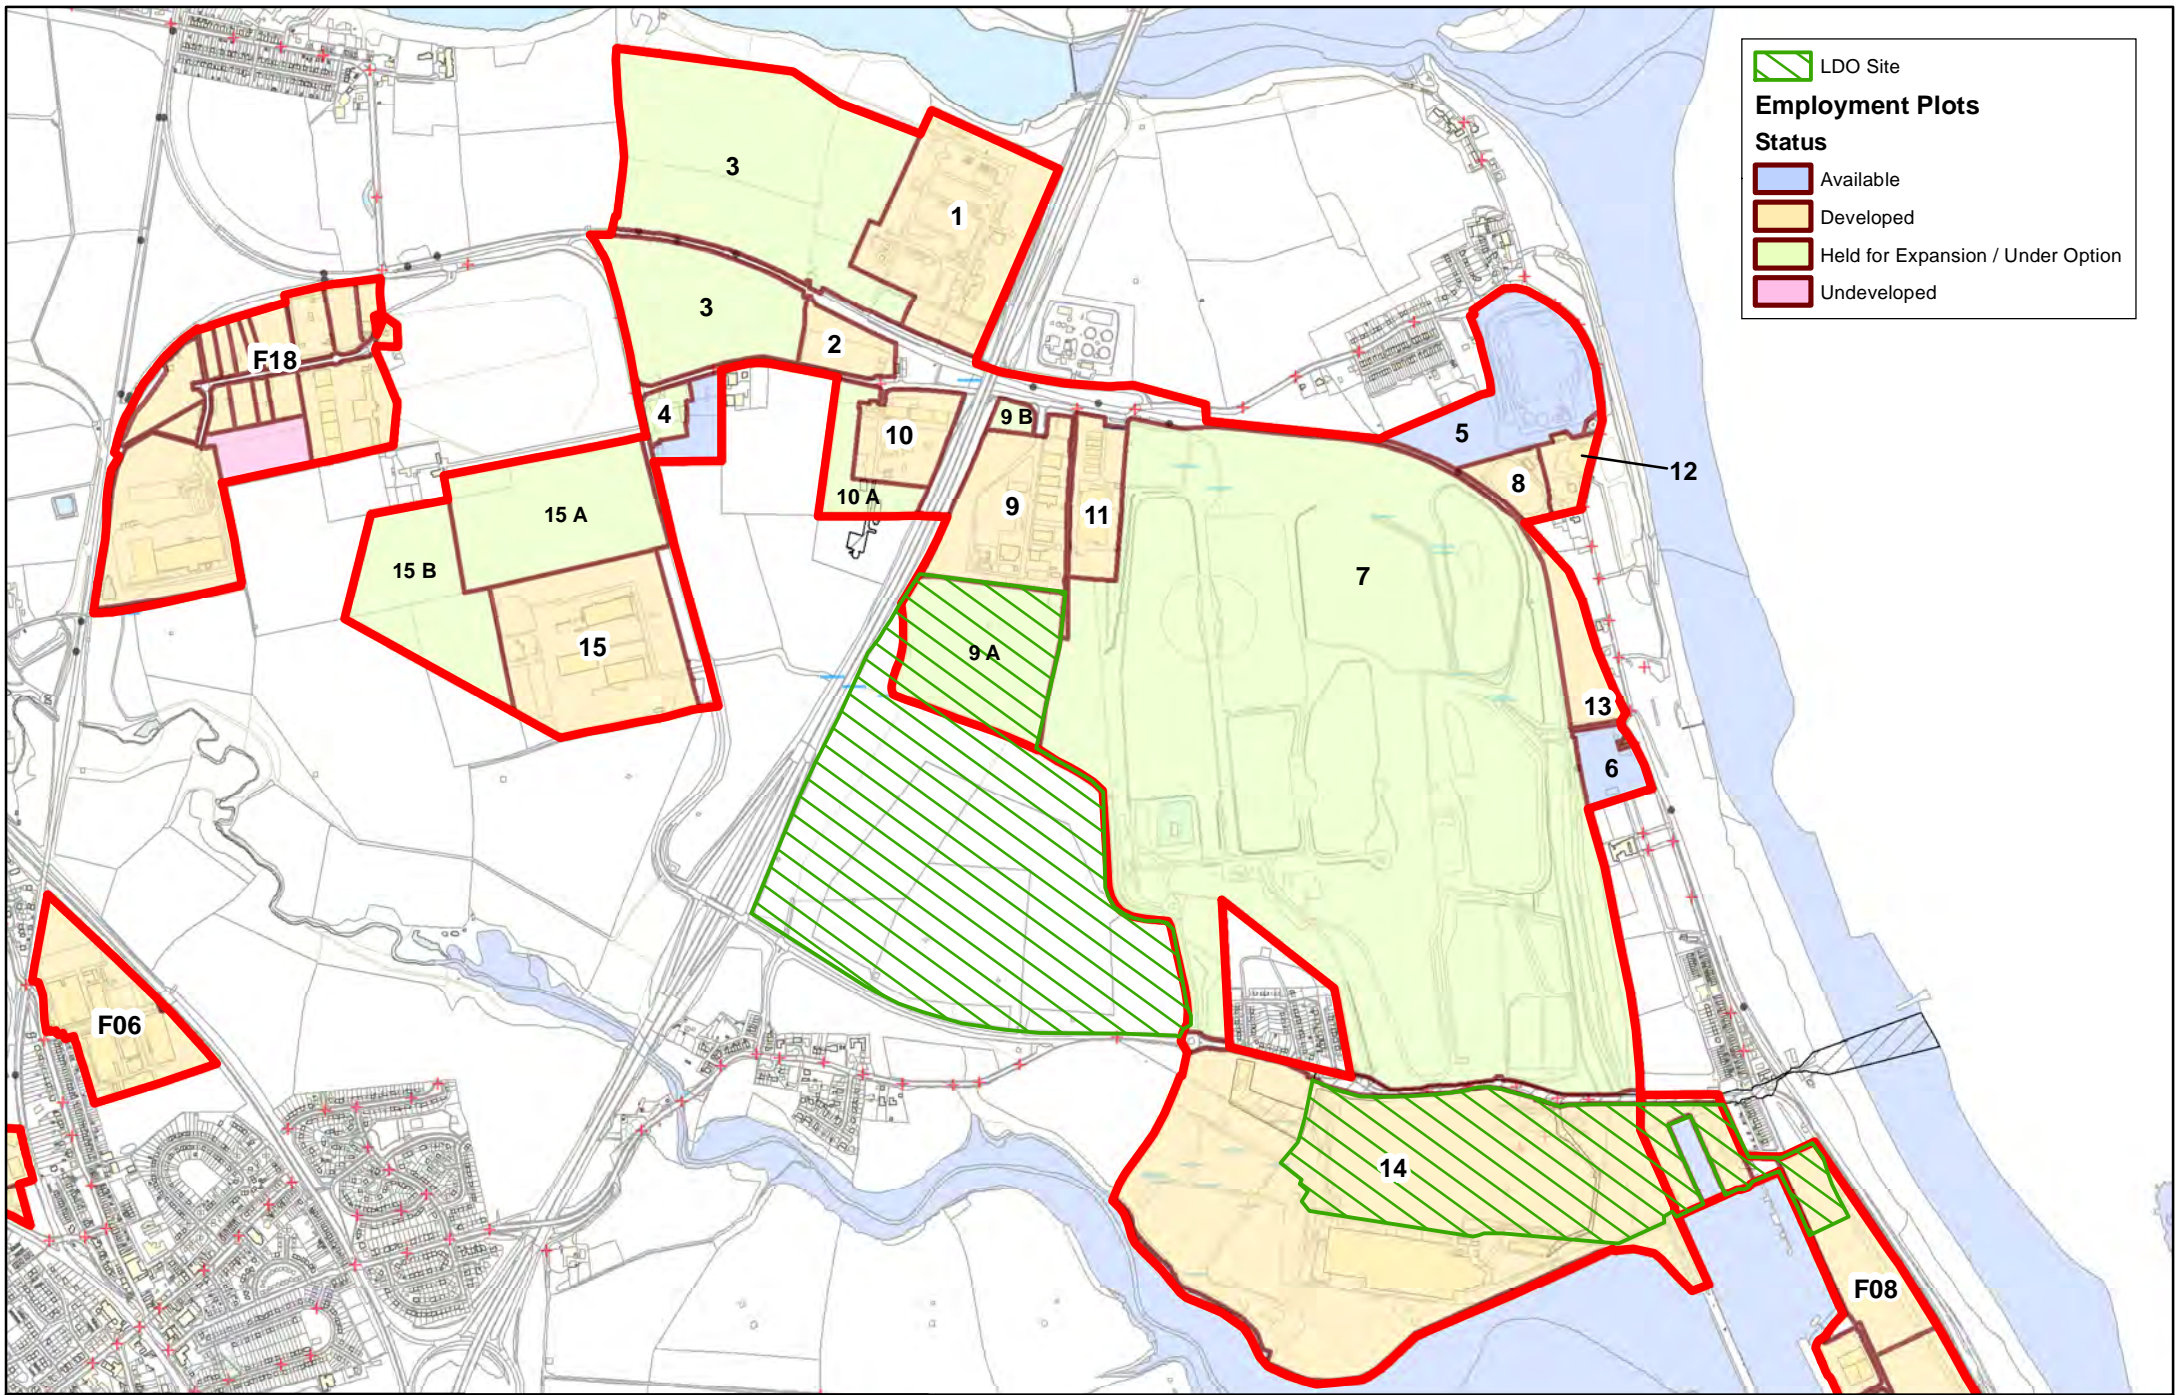 LDO Site
Employment Plots
Status
Available
Developed
Held for Expansion / Under Option
Undeveloped
3
1
3
2
F18
4
9 B
10
5
12
8
10 A
9
11
15 A
15 B
7
15
9 A
13
6
F06
14
F08